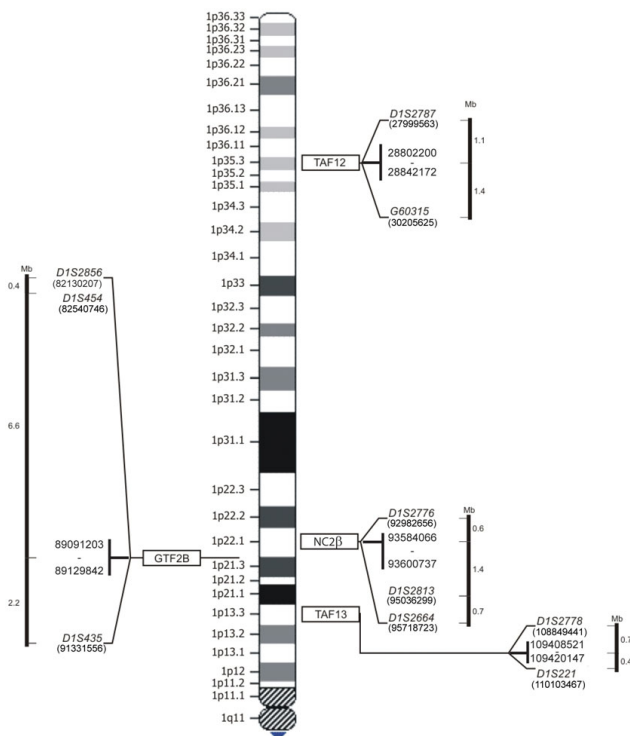 1p36.33
1p36.32
1p36.31
1p36.23
1p36.22
1p36.21
1p36.13
1p36.12
1p36.11
1p35.3
1p35.2
1p35.1
1p34.3
1p34.2
1p34.1
1p33
1p32.3
1p32.2
1p32.1
1p31.3
1p31.2
1p31.1
1p22.3
1p22.2
1p22.1
1p21.3
1p21.2
1p21.1
1p13.3
1p13.2
1p13.1
1p12
1p11.2
1p11.1
1q11
TAF12
D1S2787
(27999563)
28802200
-
28842172
G60315
(30205625)
Mb
1.1
1.4
Mb
0.4
6.6
2.2
D1S2856
(82130207)
D1S454
(82540746)
89091203
-
89129842
GTF2B
D1S435
(91331556)
NC2β
D1S2776
(92982656)
93584066
-
93600737
D1S2813
(95036299)
D1S2664
(95718723)
Mb
0.6
1.4
0.7
TAF13
D1S2778
(108849441)
109408521
-
109420147
D1S221
(110103467)
Mb
0.4